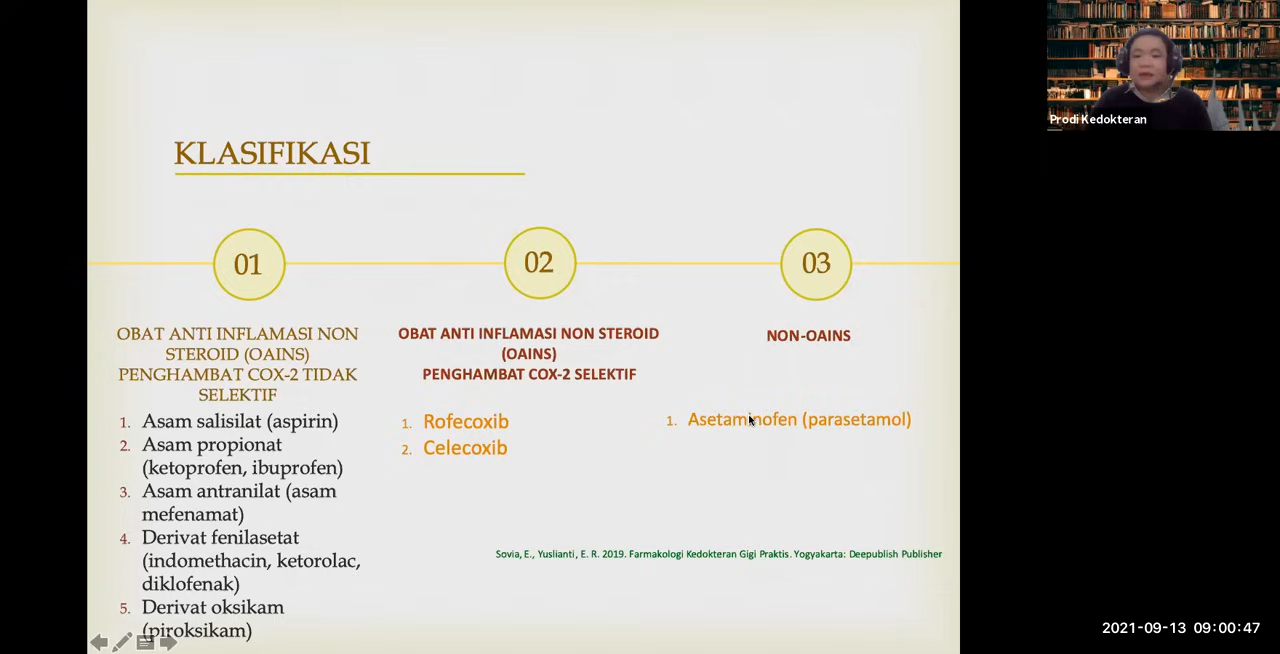 Prodi Kedokteran
KLASIFIKASI
01
02
03
OBAT ANTI INFLAMASI NON
STEROID (OAINS)
PENGHAMBAT COX-2 TIDAK
SELEKTIF
1. Asam salisilat (aspirin)
2. Asam propionat
(ketoprofen, ibuprofen)
3. Asam antranilat (asam
mefenamat)
4. Derivat fenilasetat
(indomethacin, ketorolac,
diklofenak)
5. Derivat oksikam
(piroksikam)
OBAT ANTI INFLAMASI NON STEROID
(OAINS)
PENGHAMBAT COX-2 SELEKTIF
1. Rofecoxib
2. Celecoxib
NON-OAINS
1. Asetaminofen (parasetamol)
Sovia, E., Yuslianti, E. R. 2019. Farmakologi Kedokteran Gigi Praktis. Yogyakarta: Deepublish Publisher
2021-09-13 09:00:47